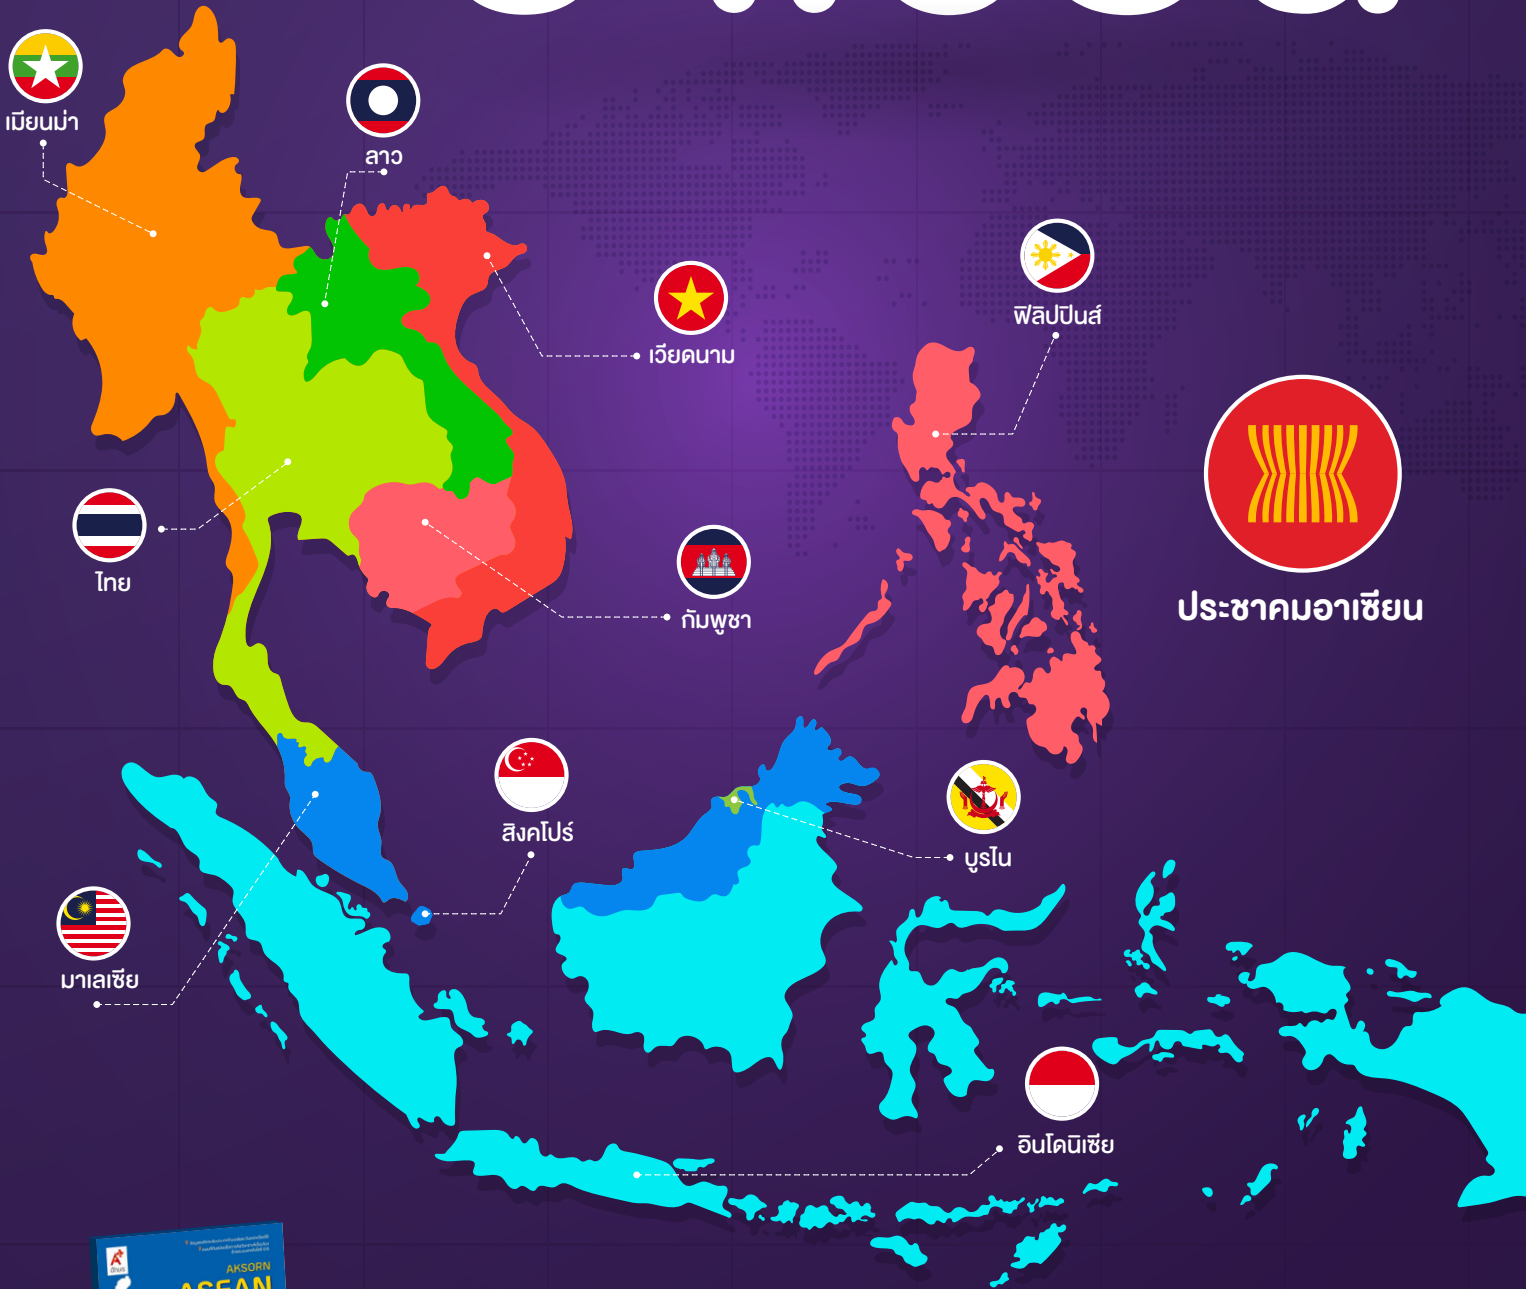 เมียนม่า
ลาว
เวียดนาม
ฟิลิปปินส์
ไทย
กัมพูชา
ประชาคมอาเซียน
สิงคโปร์
บูรไน
มาเลเซีย
อินโดนิเซีย
AKSORN
ASEAN